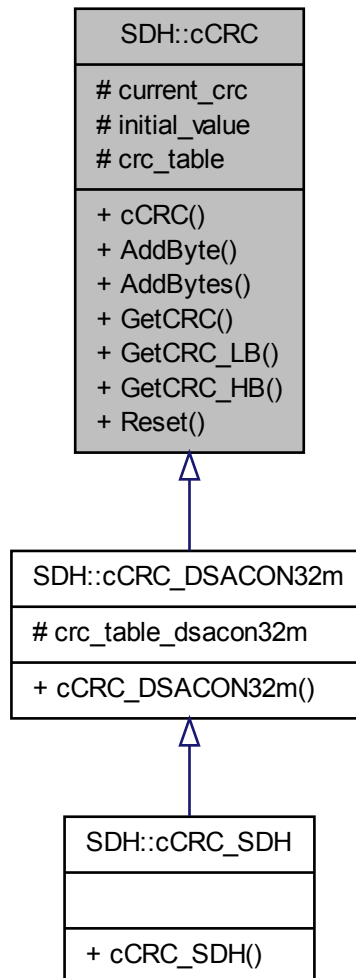 SDH::cCRC
# current_crc
# initial_value
# crc_table
+ cCRC()
+ AddByte()
+ AddBytes()
+ GetCRC()
+ GetCRC_LB()
+ GetCRC_HB()
+ Reset()
SDH::cCRC_DSACON32m
# crc_table_dsacon32m
+ cCRC_DSACON32m()
SDH::cCRC_SDH
+ cCRC_SDH()